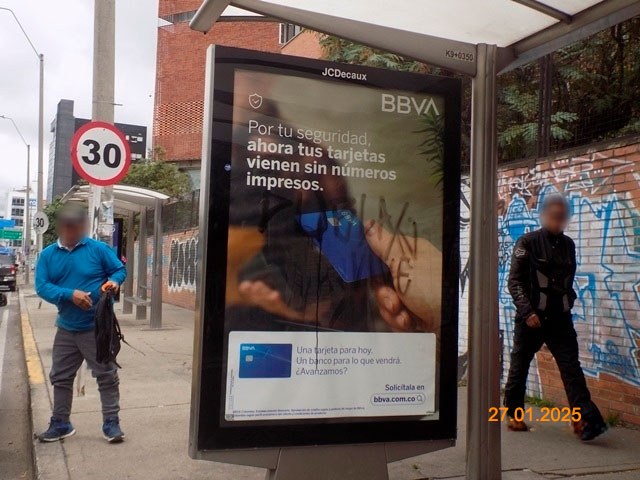 K9+0350
JCDecaux
BBVA
Por tu seguridad,
ahora tus tarjetas
vienen sin números
impresos.
30
30
BBVA
Una tarjeta para hoy.
Un banco para lo que vendrá.
¿Avanzamos?
Solicítala en
bbva.com.co
27.01.2025